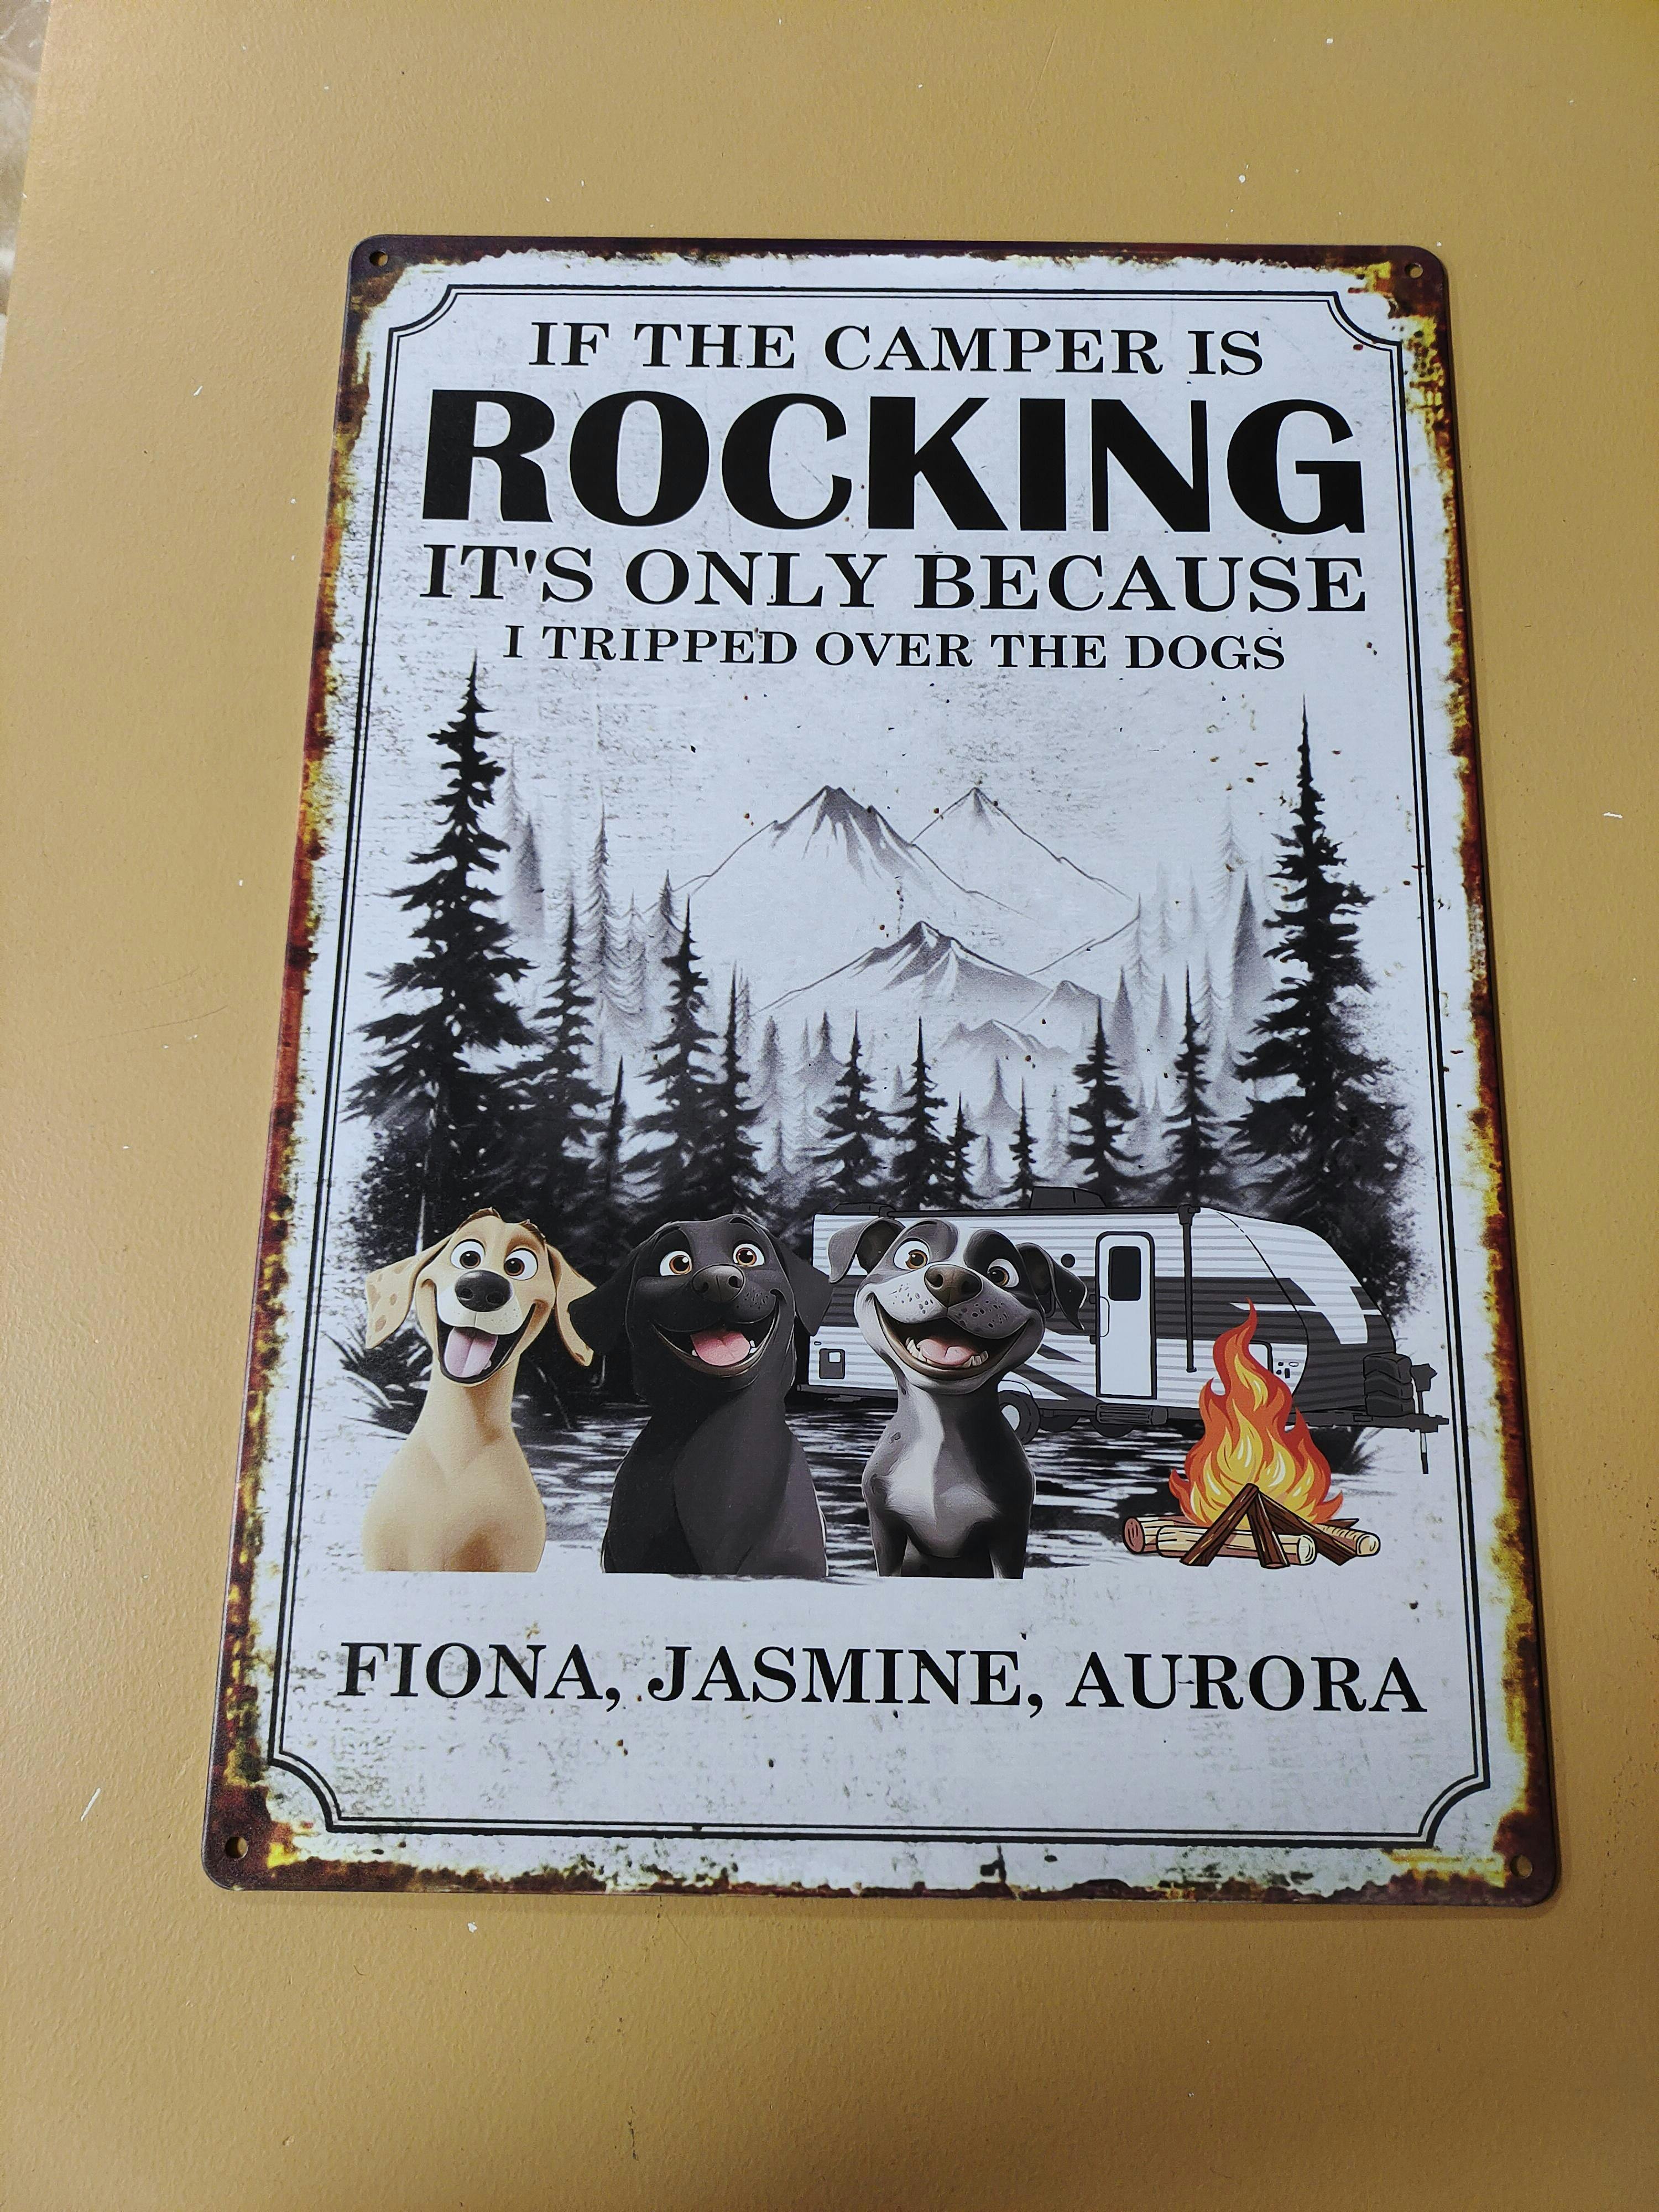 IF THE CAMPER IS
ROCKING
IT'S ONLY BECAUSE
I TRIPPED OVER THE DOGS
FIONA, JASMINE, AURORA